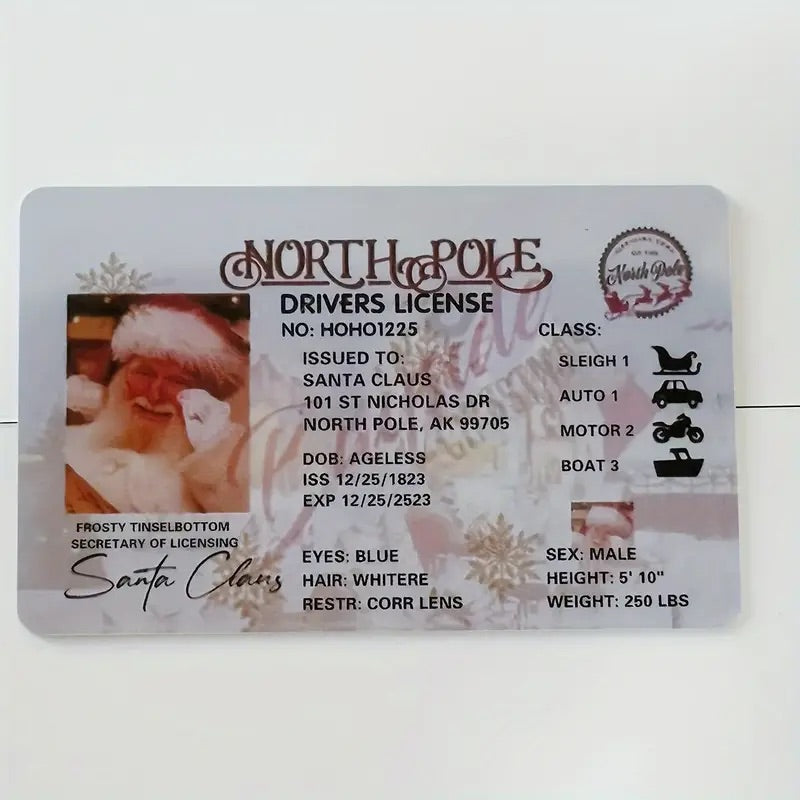 NORTH POLE
DRIVERS LICENSE
NO: HOHO1225
ISSUED TO:
SANTA CLAUS
101 ST NICHOLAS DR
NORTH POLE, AK 99705
DOB: AGELESS
ISS 12/25/1823
EXP 12/25/2523
North Pole
CLASS:
SLEIGH 1
AUTO 1
MOTOR 2
BOAT 3
FROSTY TINSELBOTTOM
SECRETARY OF LICENSING
Santa Claus
EYES: BLUE
HAIR: WHITERE
RESTR: CORR LENS
SEX: MALE
HEIGHT: 5' 10"
WEIGHT: 250 LBS